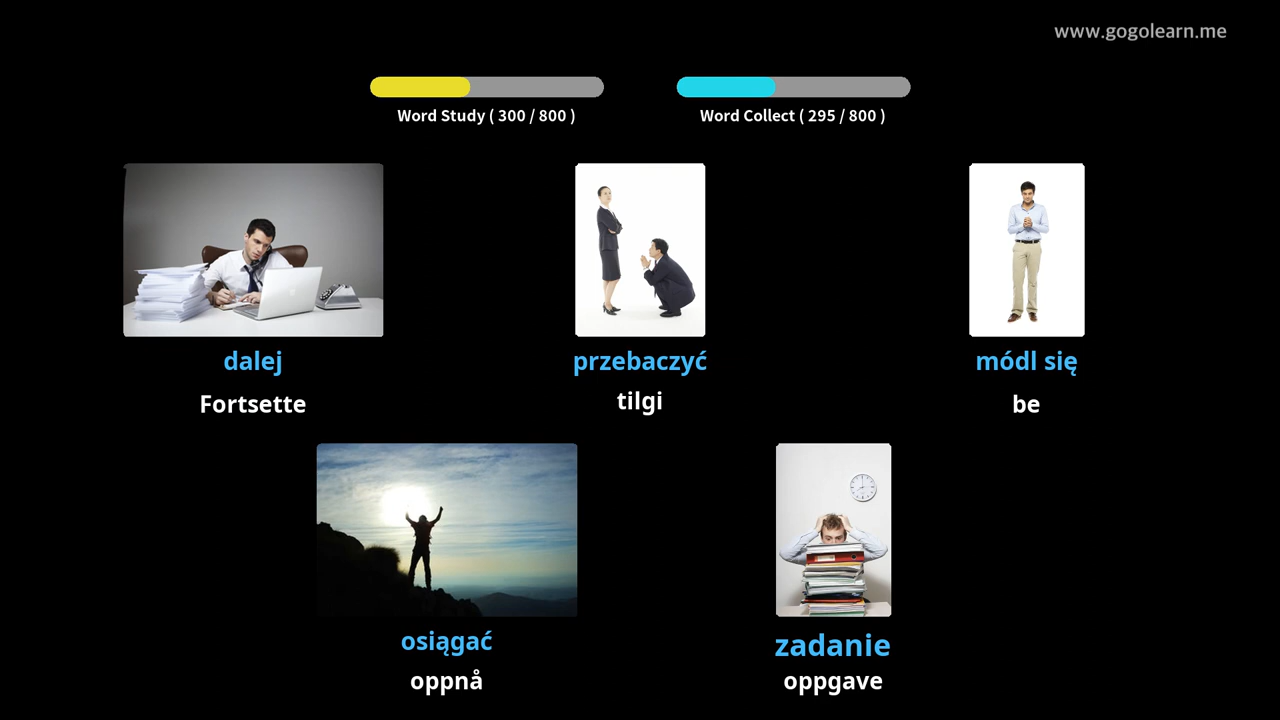 www.gogolearn.me
Word Study ( 300 / 800 )
Word Collect ( 295 / 800 )
dalej
Fortsette
przebaczyć
tilgi
módl się
be
osiągać
oppnå
zadanie
oppgave